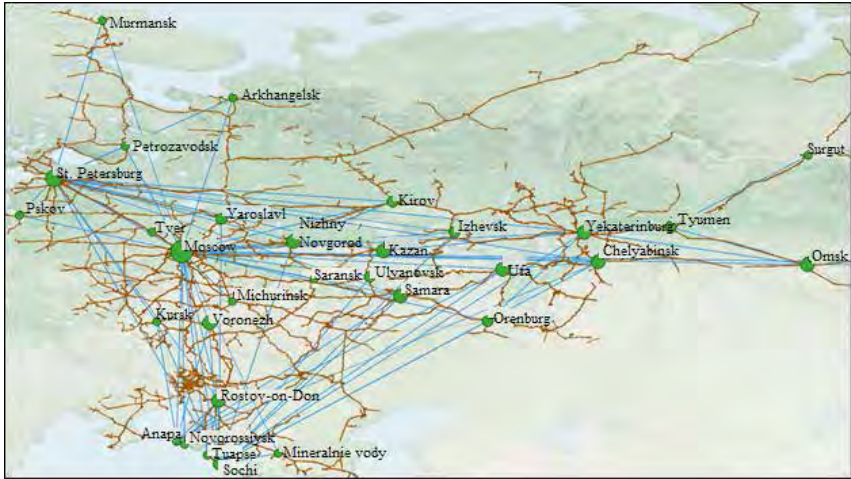 Murmansk
Arkhangelsk
Petrozavodsk
Surgut
St. Petersburg
Kirov
Pskov
Yaroslavl
Tver
Nizhny
Novgorod
Izhevsk
Yekaterinburg
Tyumen
Moscow
Kazan
Chelyabinsk
Omsk
Saransk
Ulyanovsk
Ufa
Michurinsk
Samara
Kursk
Voronezh
Orenburg
Rostov-on-Don
Anapa
Novorossiysk
Tuapse
Mineralnie vody
Sochi